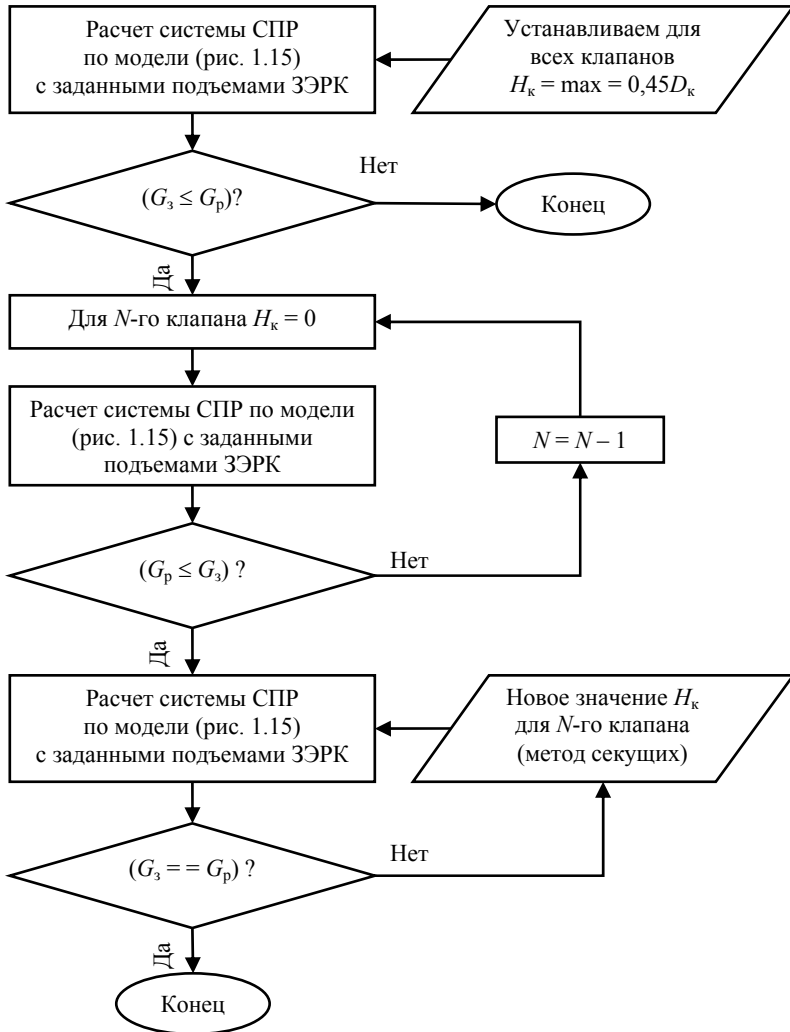 Расчет системы СПР
по модели (рис. 1.15)
с заданными подъемами ЗЭРК
Устанавливаем для
всех клапанов
Hк = max = 0,45Dк
(Gз ≤ Gр)?
Нет
Конец
Да
Для N-го клапана Hк = 0
Расчет системы СПР по модели
(рис. 1.15) с заданными
подъемами ЗЭРК
N = N – 1
(Gр ≤ Gз) ?
Нет
Да
Расчет системы СПР
по модели (рис. 1.15)
с заданными подъемами ЗЭРК
Новое значение Hк
для N-го клапана
(метод секущих)
(Gз = = Gр) ?
Нет
Да
Конец